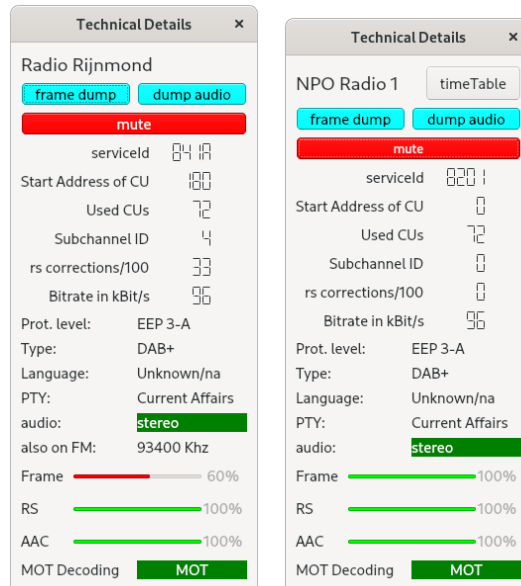 Technical Details ×
Radio Rijnmond
frame dump dump audio
mute
serviceId 841A
Start Address of CU 180
Used CUs 72
Subchannel ID 4
rs corrections/100 33
Bitrate in kBit/s 96
Prot. level: EEP 3-A
Type: DAB+
Language: Unknown/na
PTY: Current Affairs
audio: stereo
also on FM: 93400 Khz
Frame 60%
RS 100%
AAC 100%
MOT Decoding MOT
Technical Details ×
NPO Radio 1 timeTable
frame dump dump audio
mute
serviceId 8201
Start Address of CU 0
Used CUs 72
Subchannel ID 0
rs corrections/100 0
Bitrate in kBit/s 96
Prot. level: EEP 3-A
Type: DAB+
Language: Unknown/na
PTY: Current Affairs
audio: stereo
Frame 100%
RS 100%
AAC 100%
MOT Decoding MOT